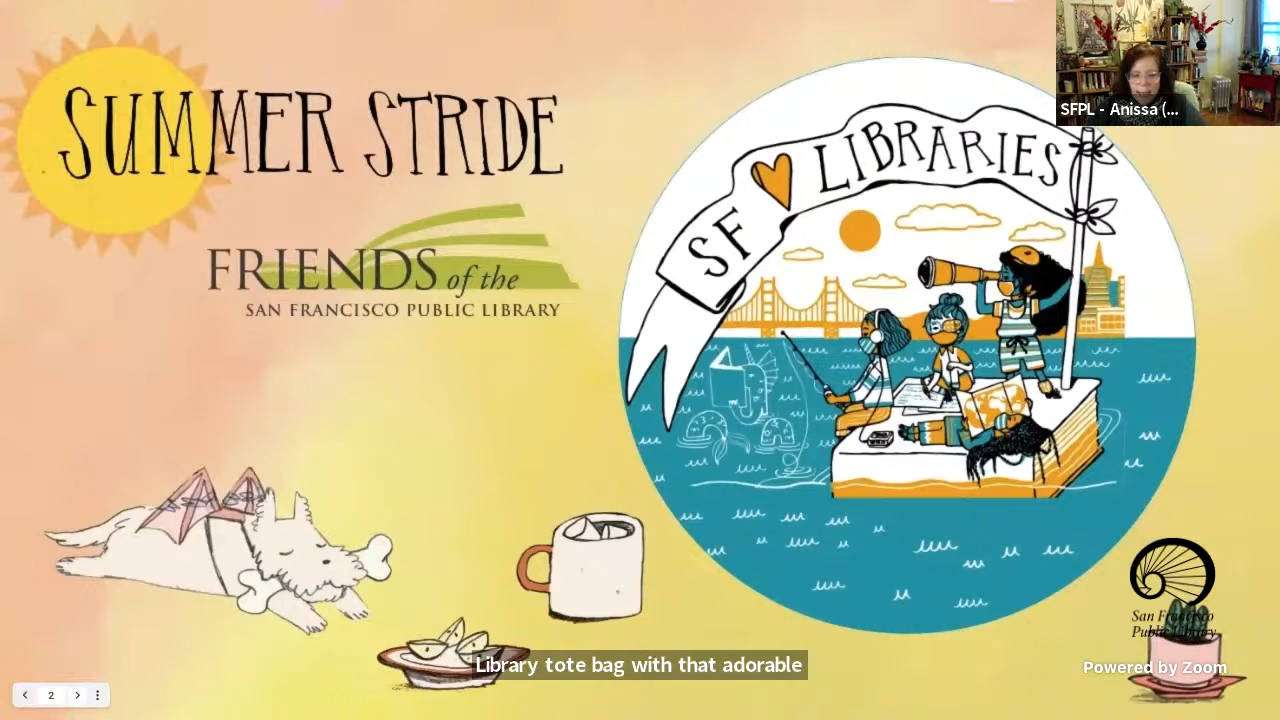 SUMMER STRIDE
FRIENDS of the
SAN FRANCISCO PUBLIC LIBRARY
SF LIBRARIES
SFPL - Anissa (...
San Francisco
Public Library
Library tote bag with that adorable
Powered by Zoom
2